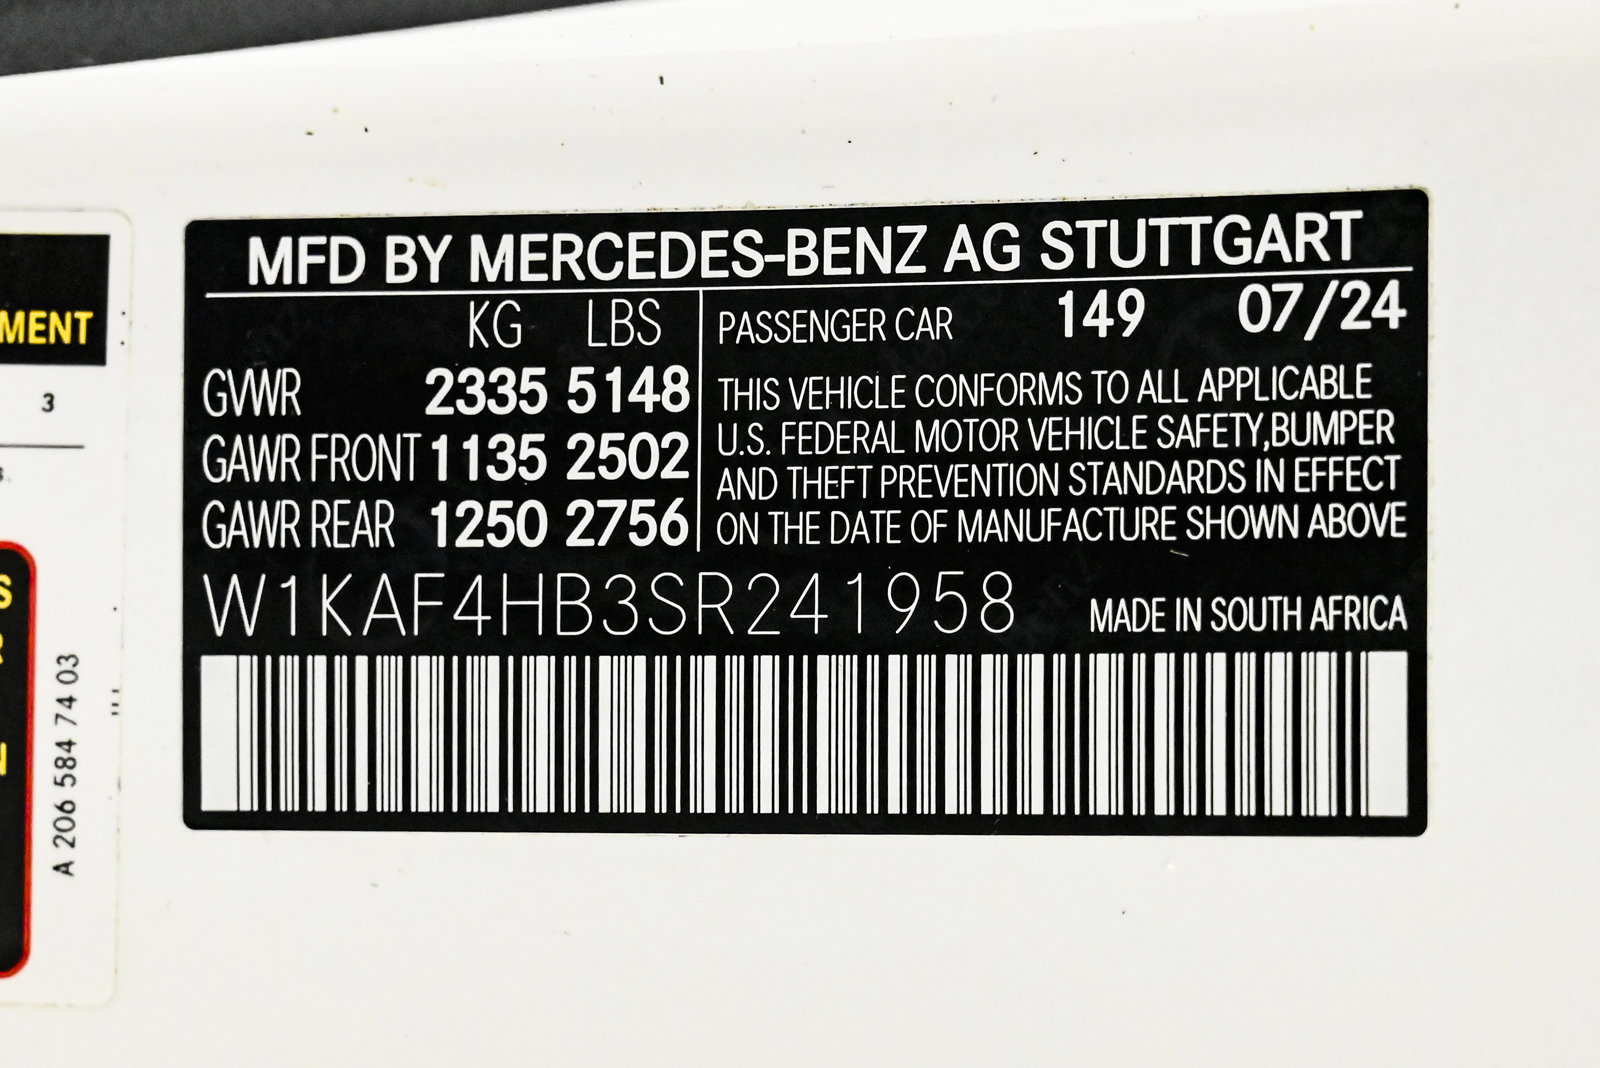 MENT
3
A 206 584 74 03
MFD BY MERCEDES-BENZ AG STUTTGART
KG LBS
GVWR 2335 5148
GAWR FRONT 1135 2502
GAWR REAR 1250 2756
PASSENGER CAR 149 07/24
THIS VEHICLE CONFORMS TO ALL APPLICABLE
U.S. FEDERAL MOTOR VEHICLE SAFETY,BUMPER
AND THEFT PREVENTION STANDARDS IN EFFECT
ON THE DATE OF MANUFACTURE SHOWN ABOVE
W1KAF4HB3SR241958
MADE IN SOUTH AFRICA